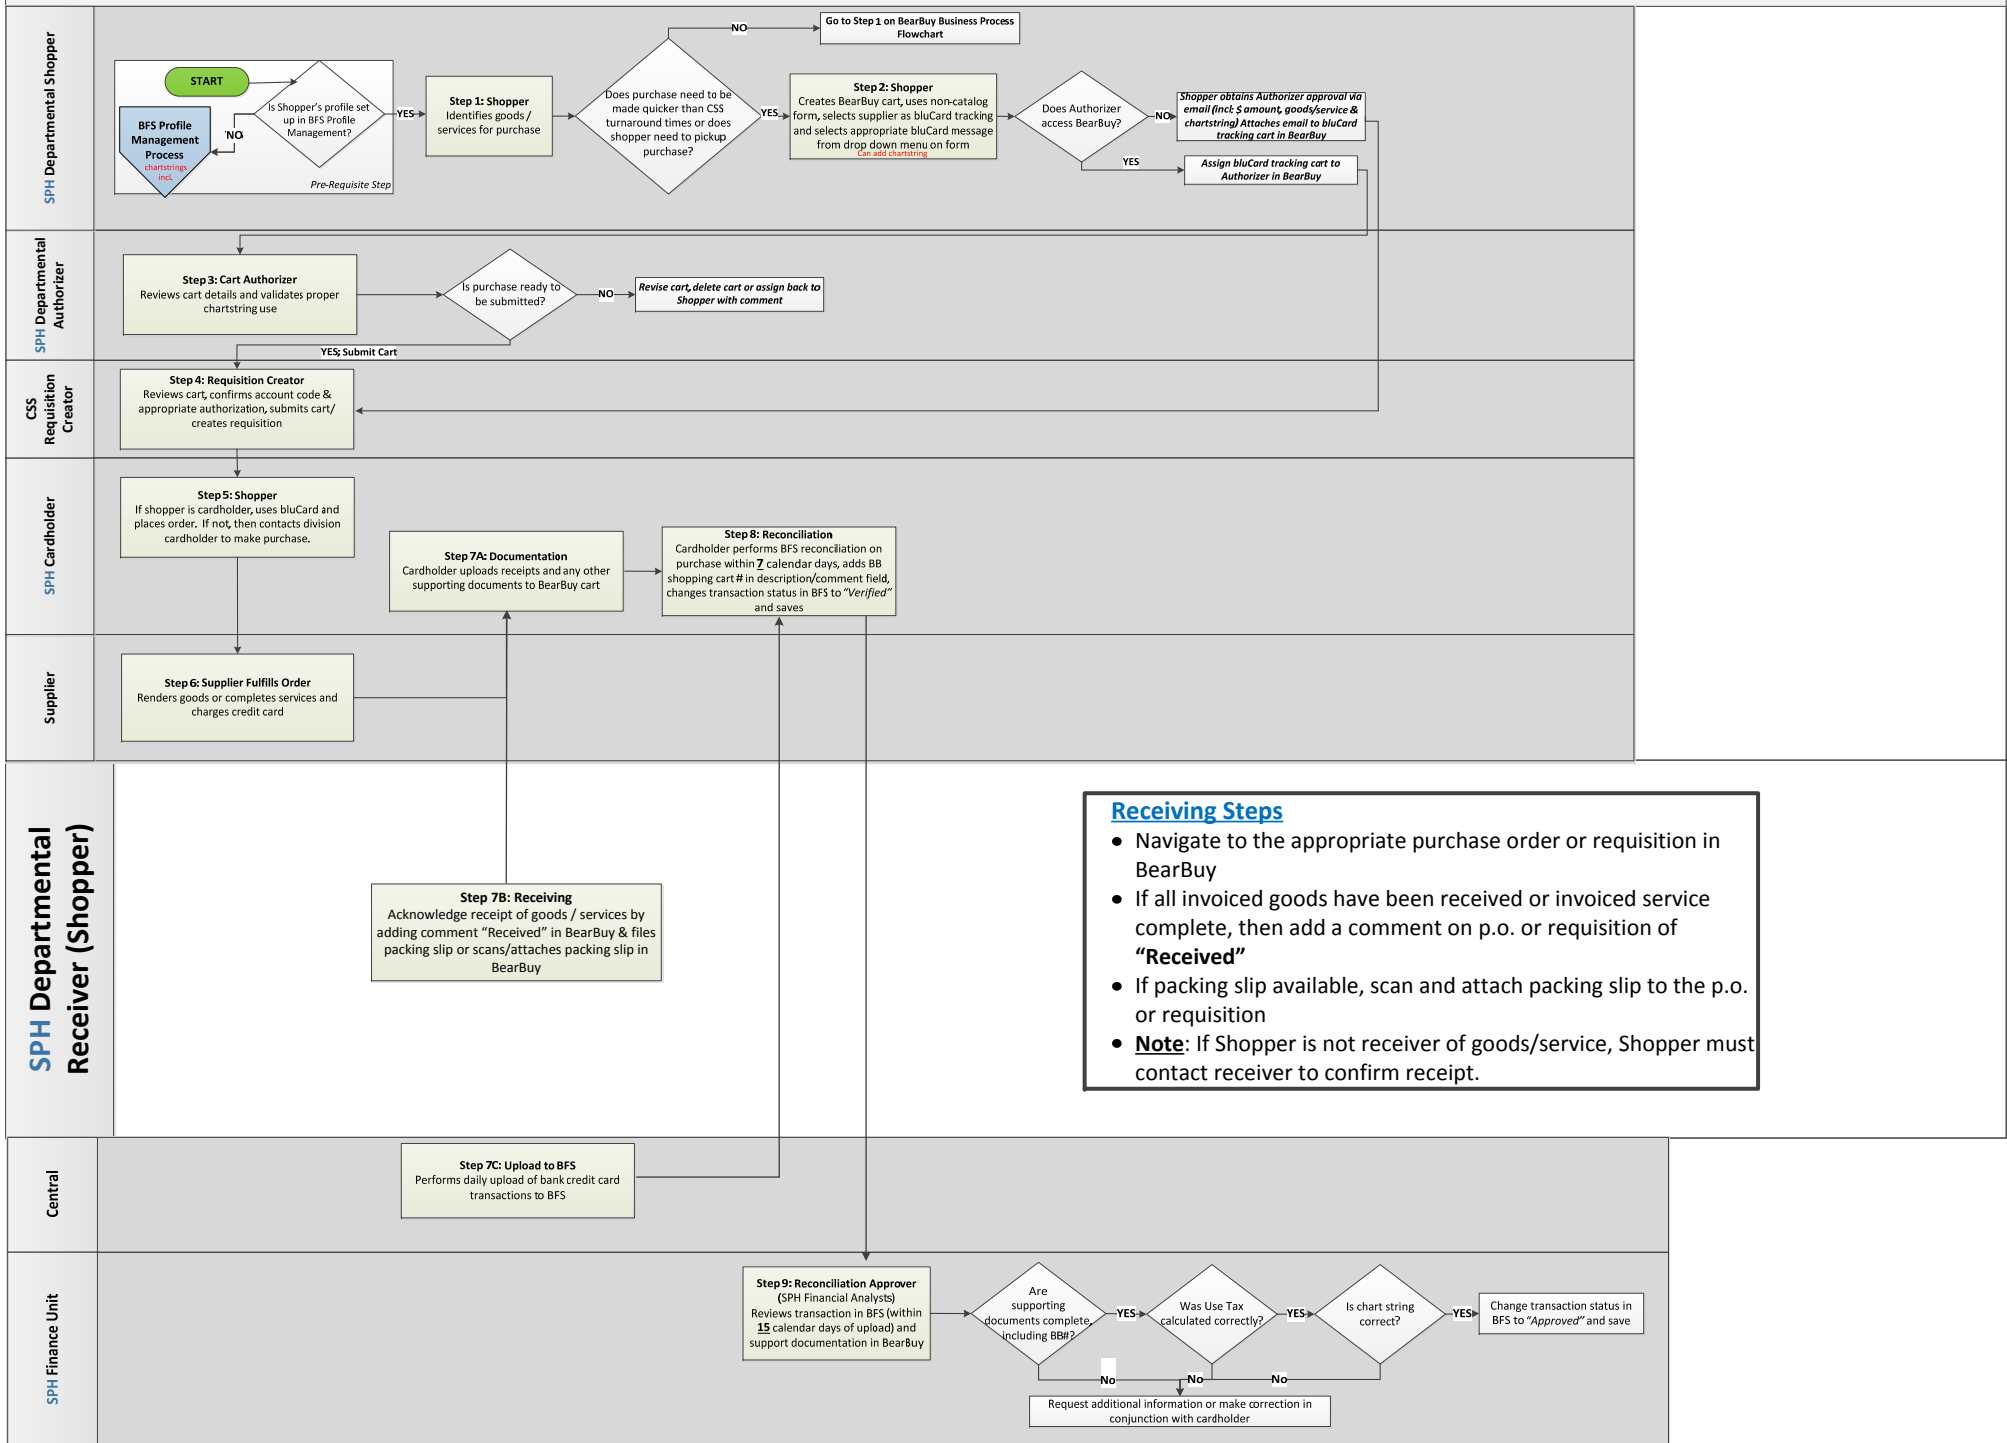 SPH Departmental Shopper
START
Is Shopper's profile set
up in BFS Profile
Management?
NO
YES
BFS Profile
Management
Process
chartstrings
incl.
Pre-Requisite Step
Step 1: Shopper
Identifies goods /
services for purchase
Does purchase need to be
made quicker than CSS
turnaround times or does
shopper need to pickup
purchase?
NO
Go to Step 1 on BearBuy Business Process
Flowchart
YES
Step 2: Shopper
Creates BearBuy cart, uses non-catalog
form, selects supplier as bluCard tracking
and selects appropriate bluCard message
from drop down menu on form
Can add chartstring
Does Authorizer
access BearBuy?
NO
Shopper obtains Authorizer approval via
email (incl: $ amount, goods/service &
chartstring) Attaches email to bluCard
tracking cart in BearBuy
YES
Assign bluCard tracking cart to
Authorizer in BearBuy
SPH Departmental
Authorizer
Step 3: Cart Authorizer
Reviews cart details and validates proper
chartstring use
Is purchase ready to
be submitted?
NO
Revise cart, delete cart or assign back to
Shopper with comment
YES; Submit Cart
CSS
Requisition
Creator
Step 4: Requisition Creator
Reviews cart, confirms account code &
appropriate authorization, submits cart/
creates requisition
SPH Cardholder
Step 5: Shopper
If shopper is cardholder, uses bluCard and
places order. If not, then contacts division
cardholder to make purchase.
Step 7A: Documentation
Cardholder uploads receipts and any other
supporting documents to BearBuy cart
Step 8: Reconciliation
Cardholder performs BFS reconciliation on
purchase within 7 calendar days, adds BB
shopping cart # in description/comment field,
changes transaction status in BFS to "Verified"
and saves
Supplier
Step 6: Supplier Fulfills Order
Renders goods or completes services and
charges credit card
SPH Departmental
Receiver (Shopper)
Step 7B: Receiving
Acknowledge receipt of goods / services by
adding comment "Received" in BearBuy & files
packing slip or scans/attaches packing slip in
BearBuy
Receiving Steps
• Navigate to the appropriate purchase order or requisition in
BearBuy
• If all invoiced goods have been received or invoiced service
complete, then add a comment on p.o. or requisition of
"Received"
• If packing slip available, scan and attach packing slip to the p.o.
or requisition
• Note: If Shopper is not receiver of goods/service, Shopper must
contact receiver to confirm receipt.
Central
Step 7C: Upload to BFS
Performs daily upload of bank credit card
transactions to BFS
SPH Finance Unit
Step 9: Reconciliation Approver
(SPH Financial Analysts)
Reviews transaction in BFS (within
15 calendar days of upload) and
support documentation in BearBuy
Are
supporting
documents complete,
including BB#?
YES
Was Use Tax
calculated correctly?
YES
Is chart string
correct?
YES
Change transaction status in
BFS to "Approved" and save
No
No
No
Request additional information or make correction in
conjunction with cardholder